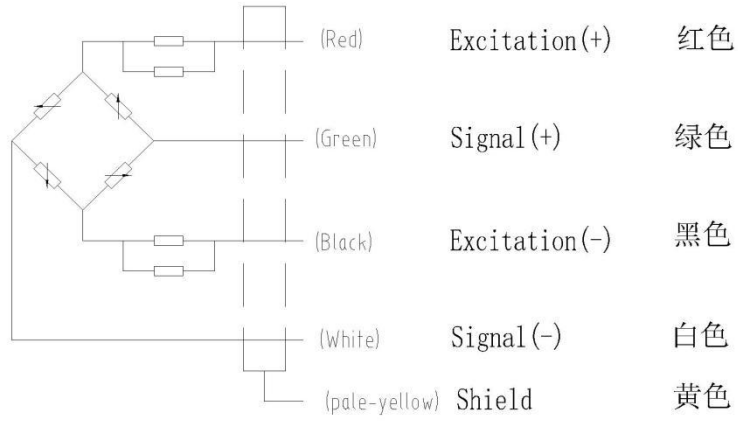 (Red) Excitation(+) 红色
(Green) Signal(+) 绿色
(Black) Excitation(-) 黑色
(White) Signal(-) 白色
(pale-yellow) Shield 黄色